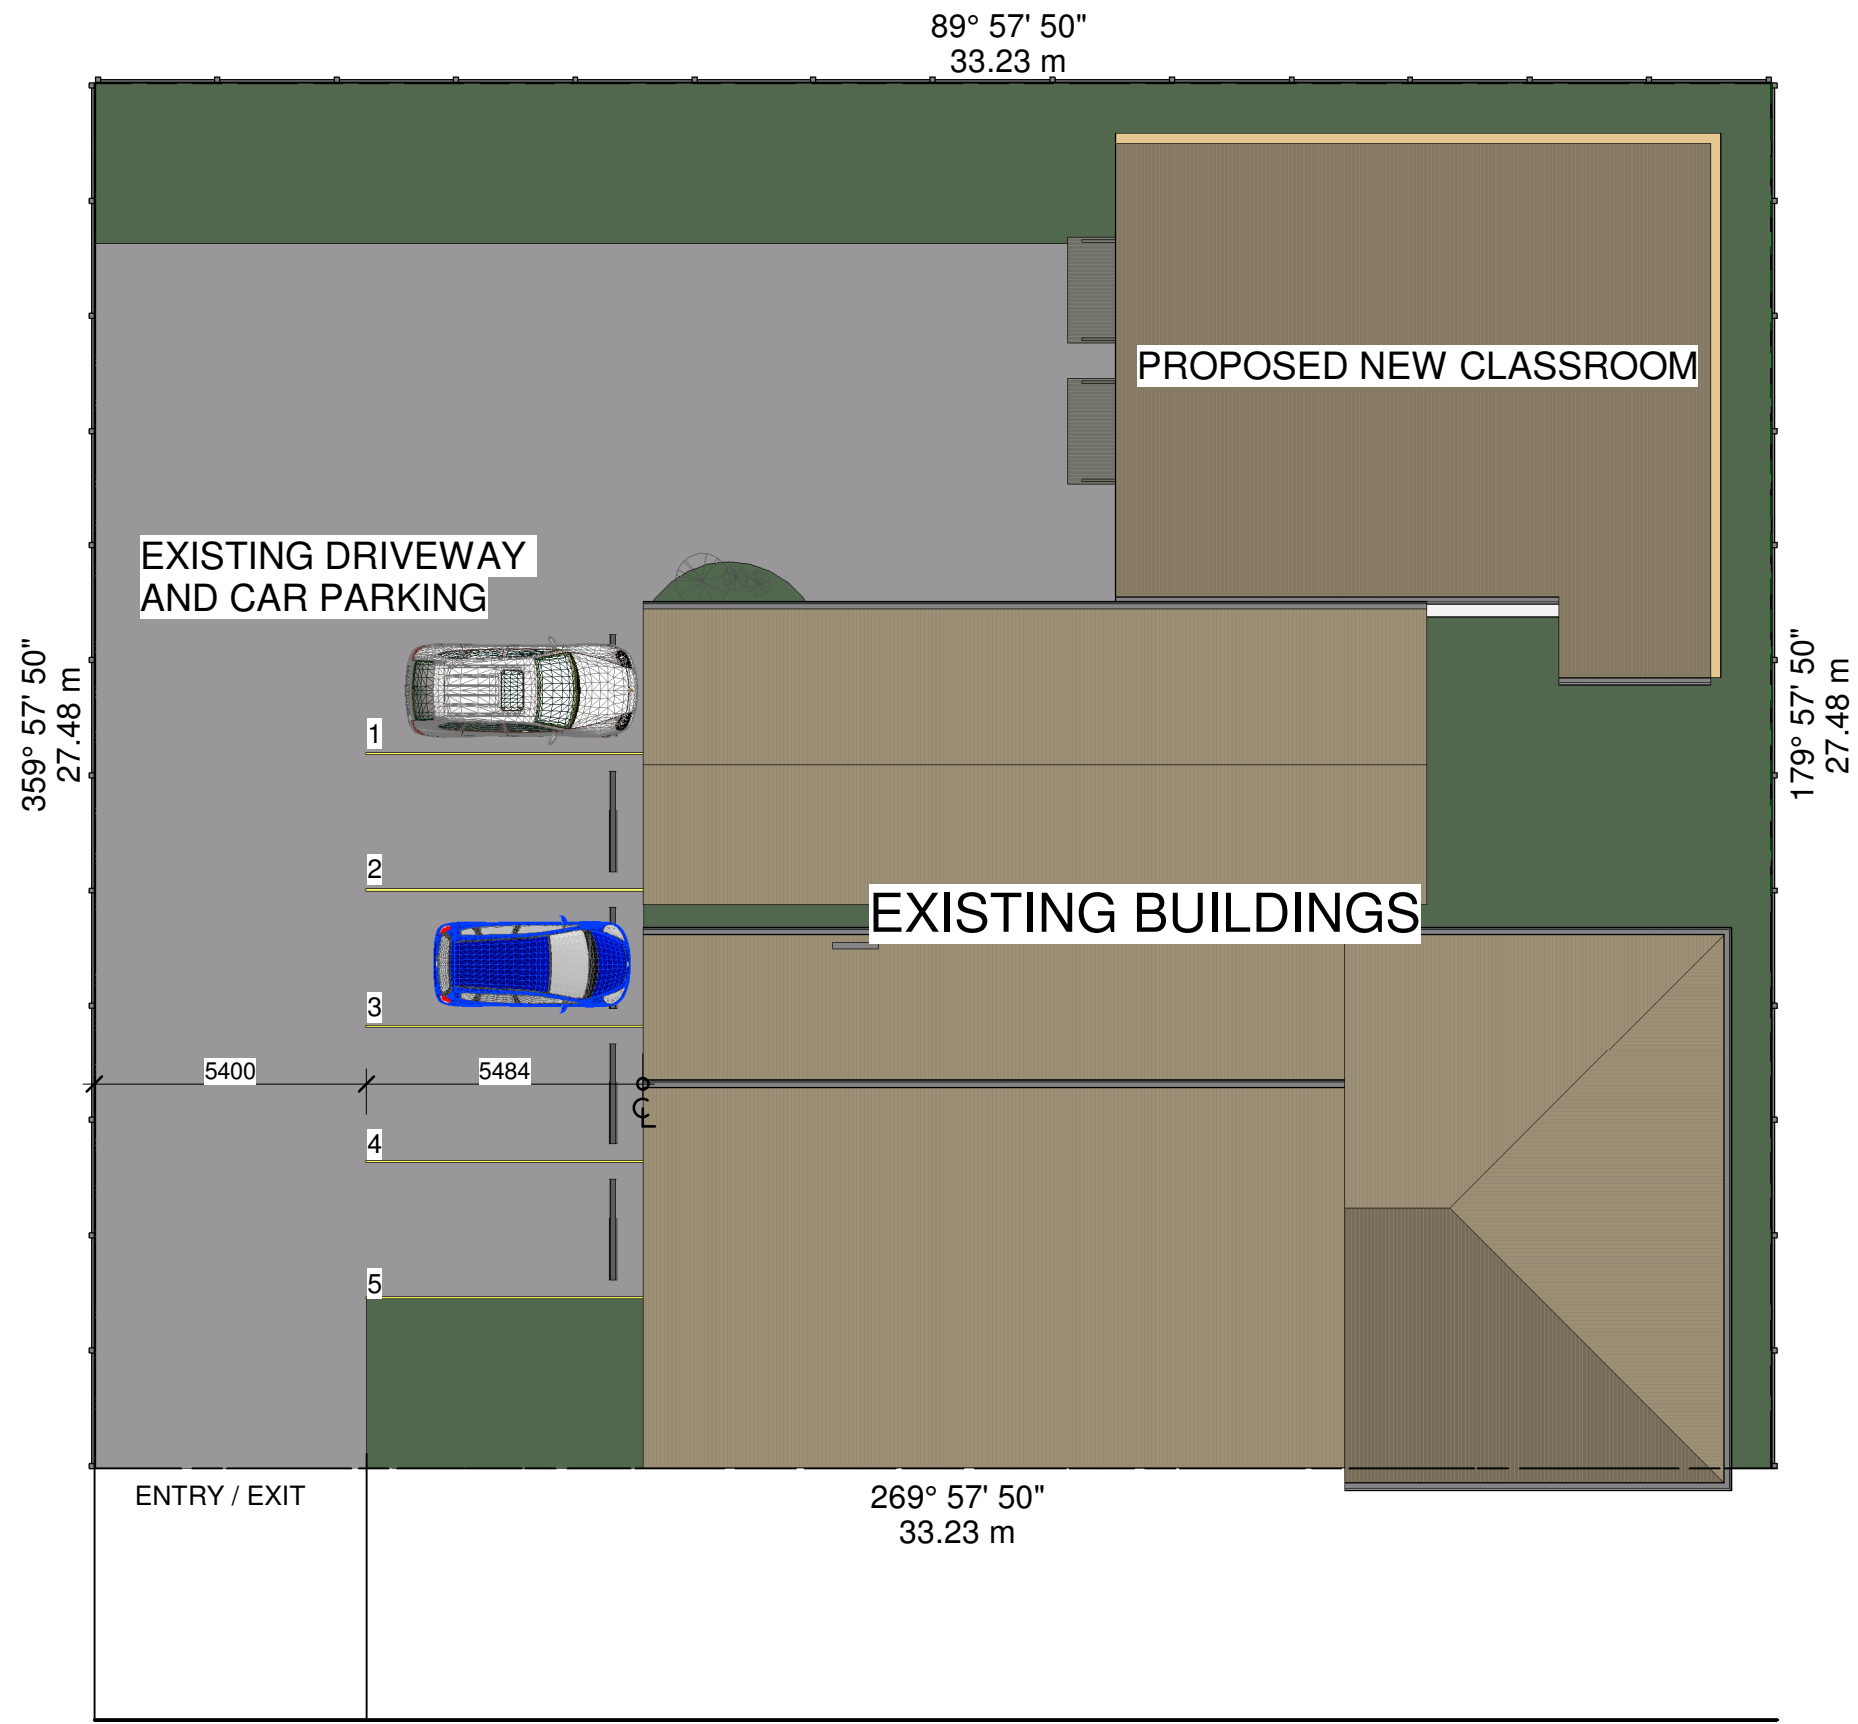 89° 57' 50"
33.23 m
PROPOSED NEW CLASSROOM
EXISTING DRIVEWAY
AND CAR PARKING
359° 57' 50"
27.48 m
179° 57' 50"
27.48 m
1
2
EXISTING BUILDINGS
3
5400
5484
CL
4
5
ENTRY / EXIT
269° 57' 50"
33.23 m